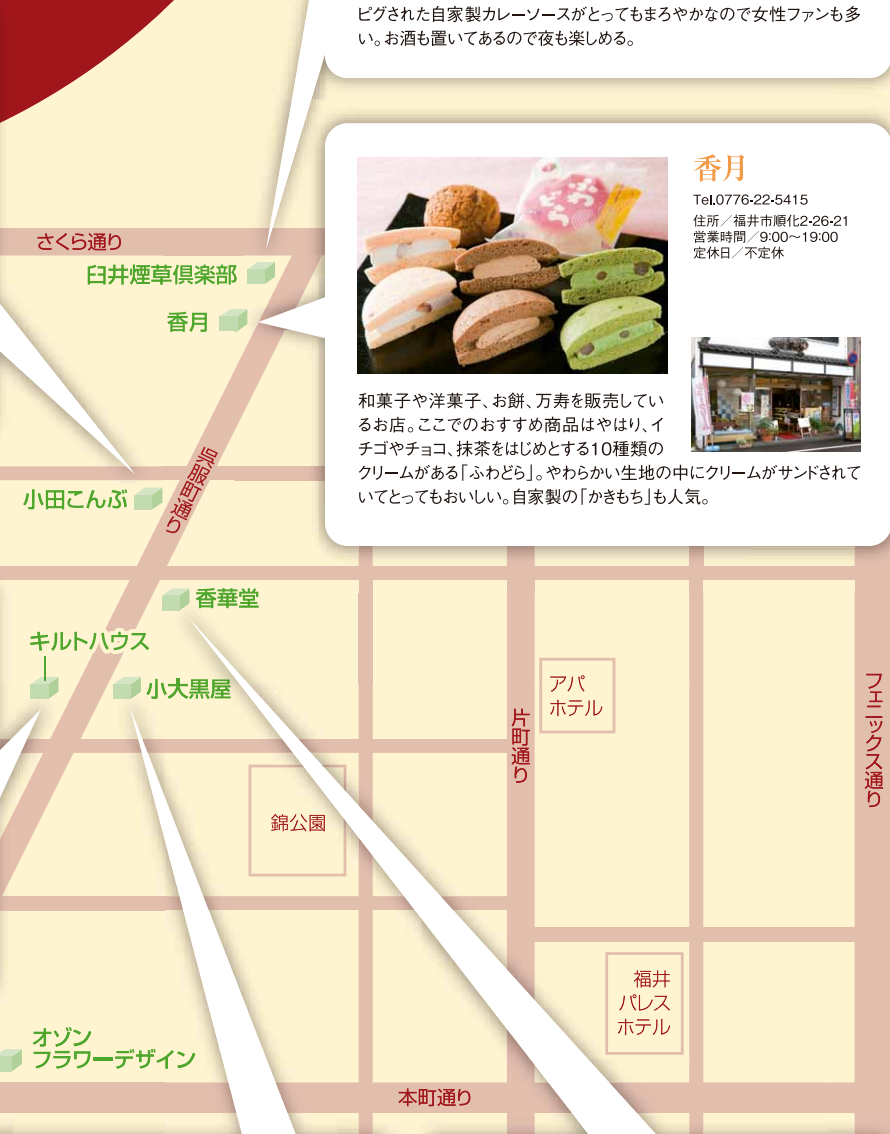 ピグされた自家製カレーソースがとってもまろやかなので女性ファンも多
い。お酒も置いてあるので夜も楽しめる。
香月
Tel.0776-22-5415
住所／福井市順化2-26-21
営業時間／9:00〜19:00
定休日／不定休
ふわどら
和菓子や洋菓子、お餅、万寿を販売してい
るお店。ここでのおすすめ商品はやはり、イ
チゴやチョコ、抹茶をはじめとする10種類の
クリームがある「ふわどら」。やわらかい生地の中にクリームがサンドされて
いてとってもおいしい。自家製の「かきもち」も人気。
さくら通り
臼井煙草倶楽部
香月
呉服町通り
小田こんぶ
香華堂
キルトハウス
小大黒屋
アパ
ホテル
片町通り
フェニックス通り
錦公園
福井
パレス
ホテル
オゾン
フラワーデザイン
本町通り